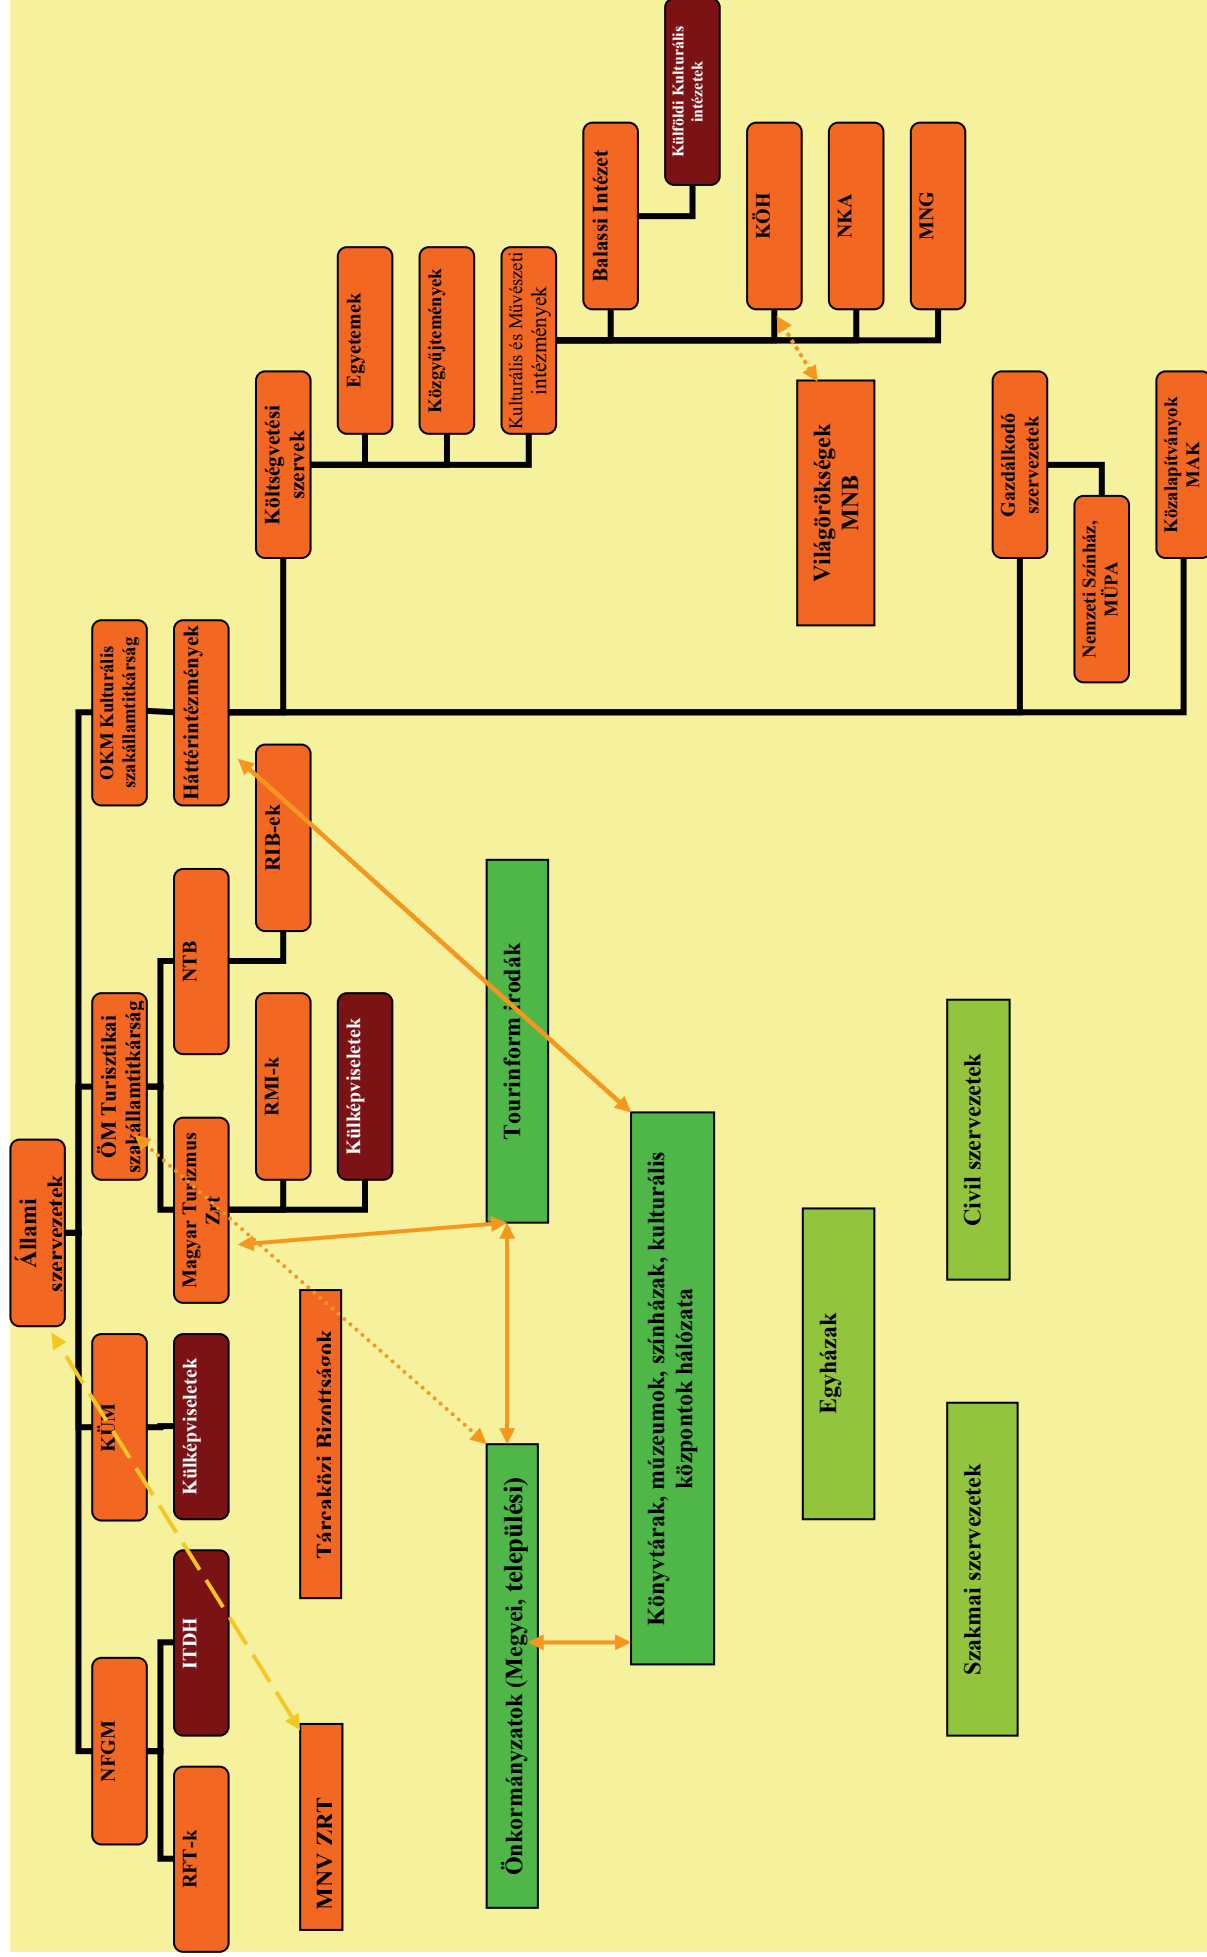 Állami
szervezetek
NFGM
KÜM
ÖM Turisztikai
szakállamtitkárság
OKM Kulturális
szakállamtitkárság
RFT-k
ITDH
Külképviseletek
Magyar Turizmus
Zrt
NTB
Háttérintézmények
RMI-k
RIB-ek
Költségvetési
szervek
MNV ZRT
Tárcaközi Bizottságok
Külképviseletek
Egyetemek
Közgyűjtemények
Kulturális és Művészeti
intézmények
Önkormányzatok (Megyei, települési)
Tourinform irodák
Balassi Intézet
Külföldi Kulturális
intézetek
Könyvtárak, múzeumok, színházak, kulturális
központok hálózata
KÖH
NKA
MNG
Világörökségek
MNB
Egyházak
Szakmai szervezetek
Civil szervezetek
Gazdálkodó
szervezetek
Nemzeti Színház,
MÜPA
Közalapítványok
MAK